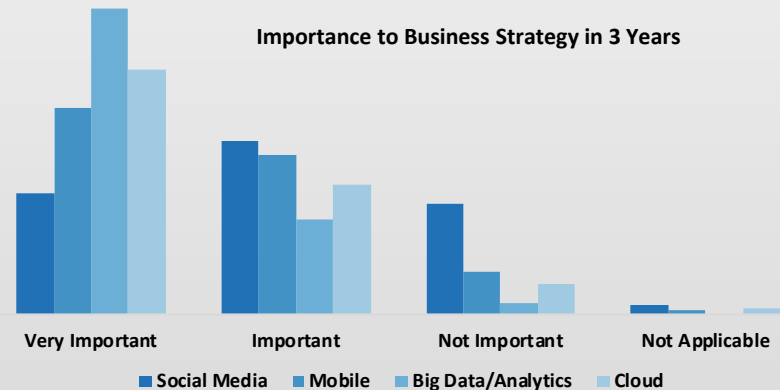 Importance to Business Strategy in 3 Years
Very Important Important Not Important Not Applicable
Social Media Mobile Big Data/Analytics Cloud